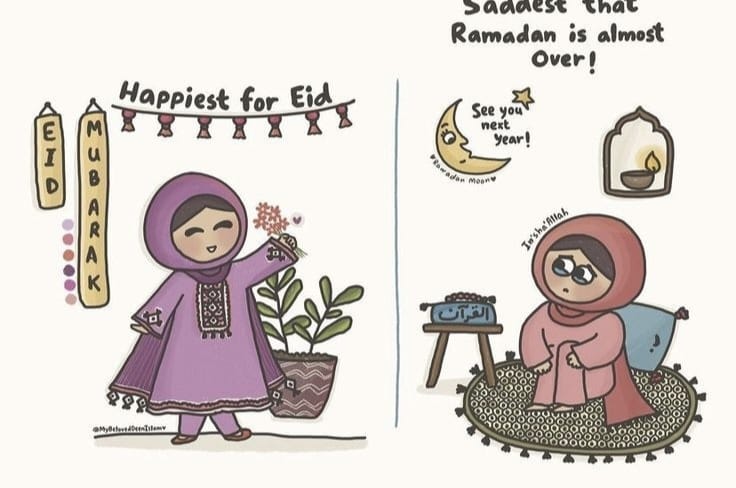 Happiest for Eid
EID
MUBARAK
@MyBelovedDeenIslam♥
Saddest that
Ramadan is almost
Over!
See you
next
year!
♥Ramadan Moon♥
In'sha'Allah
القرآن